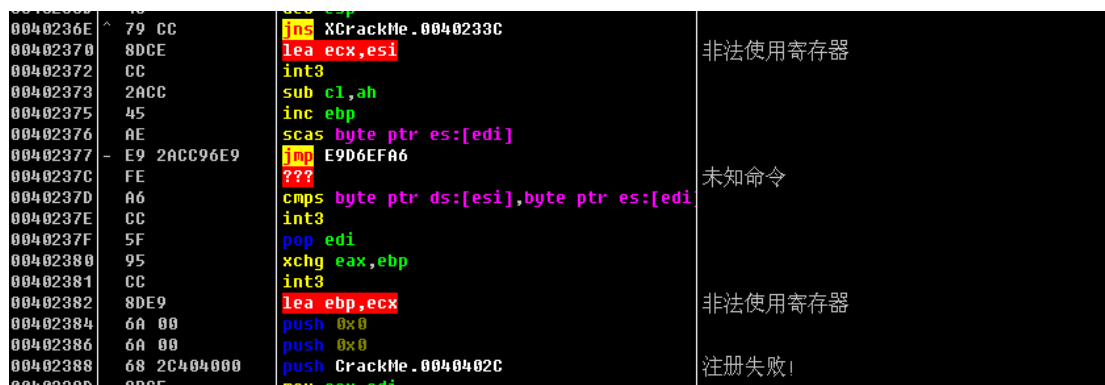 0040236E ^ 79 CC jns XCrackMe.0040233C
00402370 8DCE lea ecx,esi 非法使用寄存器
00402372 CC int3
00402373 2ACC sub cl,ah
00402375 45 inc ebp
00402376 AE scas byte ptr es:[edi]
00402377 - E9 2ACC96E9 jmp E9D6EFA6
0040237C FE ??? 未知命令
0040237D A6 cmps byte ptr ds:[esi],byte ptr es:[edi
0040237E CC int3
0040237F 5F pop edi
00402380 95 xchg eax,ebp
00402381 CC int3
00402382 8DE9 lea ebp,ecx 非法使用寄存器
00402384 6A 00 push 0x0
00402386 6A 00 push 0x0
00402388 68 2C404000 push CrackMe.0040402C 注册失败!